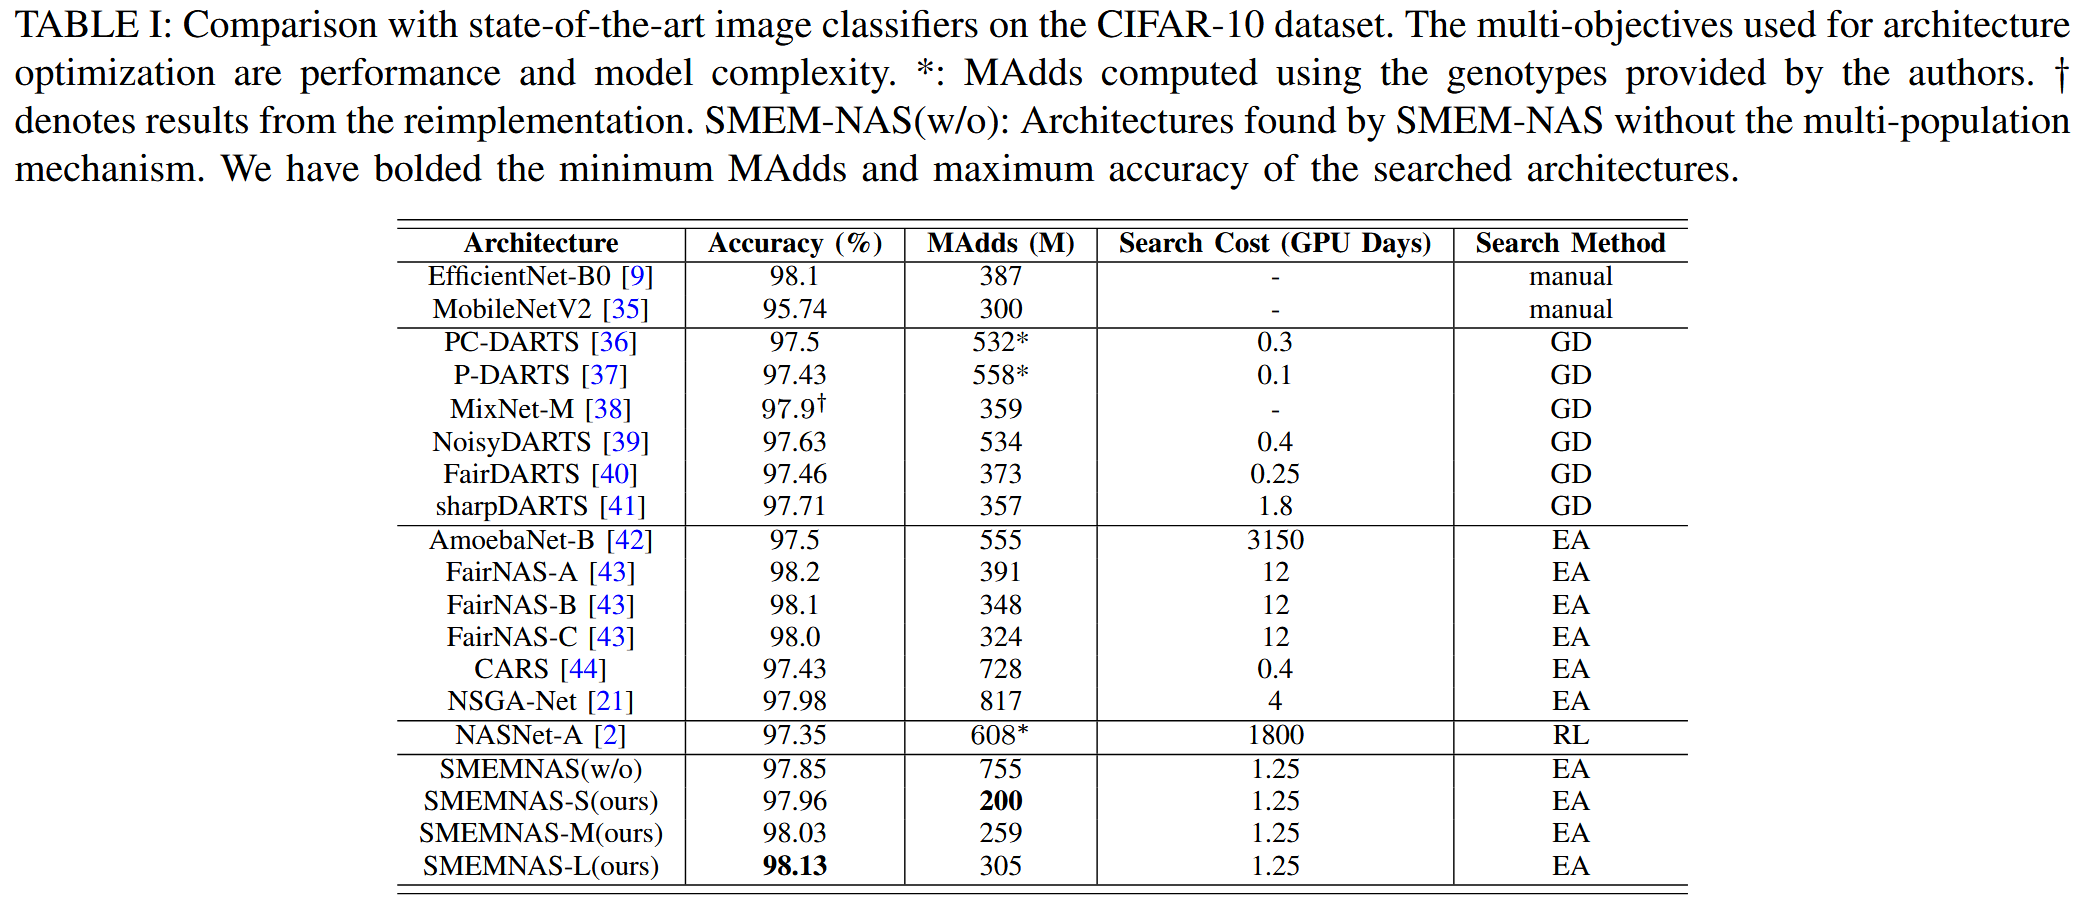 TABLE I: Comparison with state-of-the-art image classifiers on the CIFAR-10 dataset. The multi-objectives used for architecture
optimization are performance and model complexity. *: MAdds computed using the genotypes provided by the authors. †
denotes results from the reimplementation. SMEM-NAS(w/o): Architectures found by SMEM-NAS without the multi-population
mechanism. We have bolded the minimum MAdds and maximum accuracy of the searched architectures.
Architecture Accuracy (%) MAdds (M) Search Cost (GPU Days) Search Method
EfficientNet-B0 [9] 98.1 387 - manual
MobileNetV2 [35] 95.74 300 - manual
PC-DARTS [36] 97.5 532* 0.3 GD
P-DARTS [37] 97.43 558* 0.1 GD
MixNet-M [38] 97.9† 359 - GD
NoisyDARTS [39] 97.63 534 0.4 GD
FairDARTS [40] 97.46 373 0.25 GD
sharpDARTS [41] 97.71 357 1.8 GD
AmoebaNet-B [42] 97.5 555 3150 EA
FairNAS-A [43] 98.2 391 12 EA
FairNAS-B [43] 98.1 348 12 EA
FairNAS-C [43] 98.0 324 12 EA
CARS [44] 97.43 728 0.4 EA
NSGA-Net [21] 97.98 817 4 EA
NASNet-A [2] 97.35 608* 1800 RL
SMEMNAS(w/o) 97.85 755 1.25 EA
SMEMNAS-S(ours) 97.96 200 1.25 EA
SMEMNAS-M(ours) 98.03 259 1.25 EA
SMEMNAS-L(ours) 98.13 305 1.25 EA